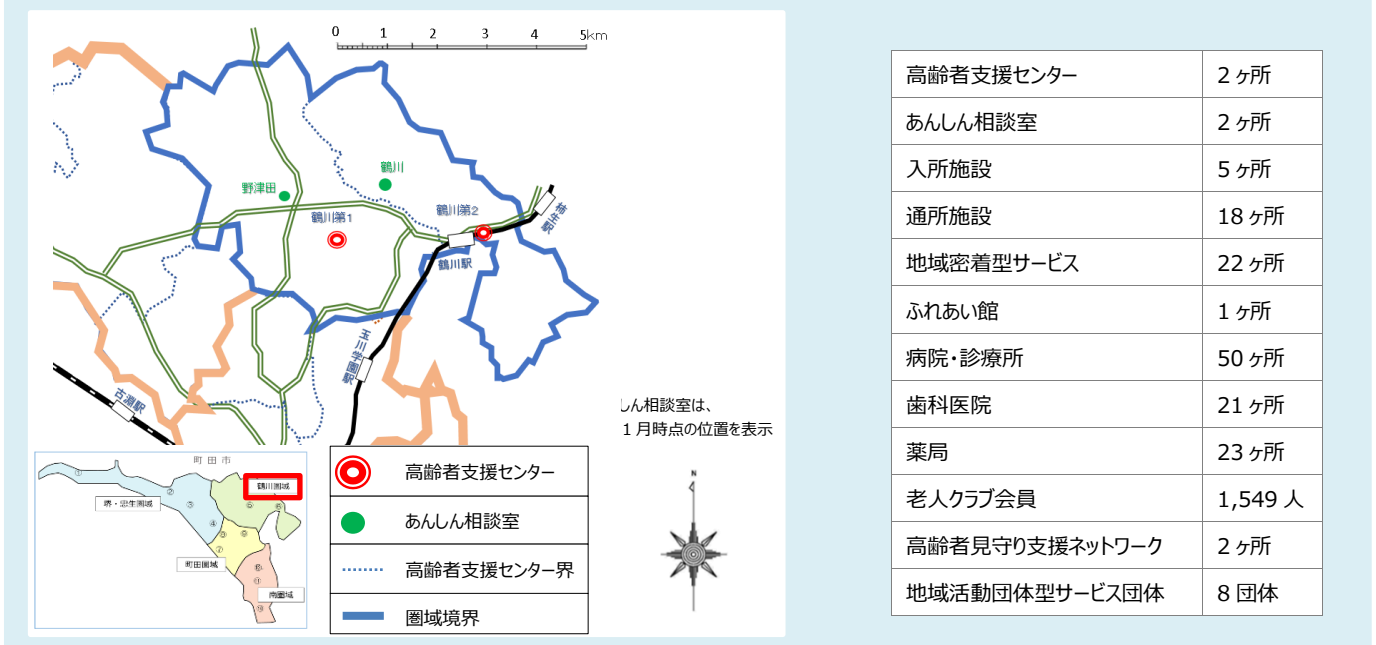 0 1 2 3 4 5km
鶴川
野津田
鶴川第1
鶴川第2
柿生駅
鶴川駅
玉川学園駅
古淵駅
しん相談室は、
1月時点の位置を表示
町田市
鶴川圏域
堺・忠生圏域
町田圏域
南圏域
① ② ③ ④
高齢者支援センター
あんしん相談室
高齢者支援センター界
圏域境界
N
高齢者支援センター 2ヶ所
あんしん相談室 2ヶ所
入所施設 5ヶ所
通所施設 18ヶ所
地域密着型サービス 22ヶ所
ふれあい館 1ヶ所
病院・診療所 50ヶ所
歯科医院 21ヶ所
薬局 23ヶ所
老人クラブ会員 1,549人
高齢者見守り支援ネットワーク 2ヶ所
地域活動団体型サービス団体 8団体